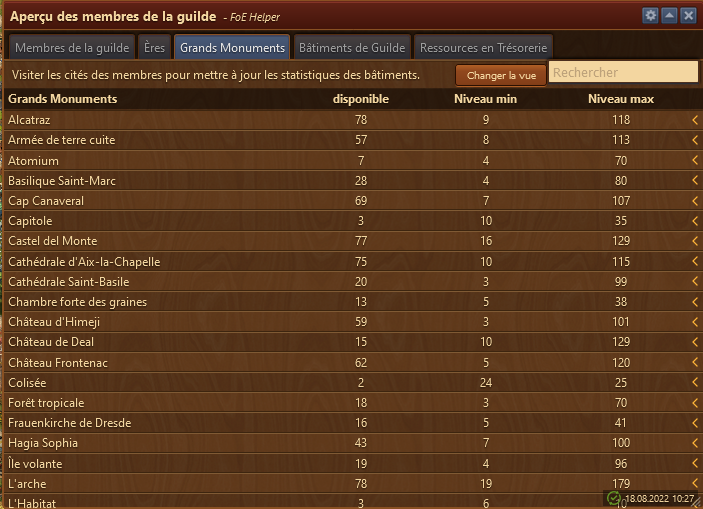 Aperçu des membres de la guilde - FoE Helper
Membres de la guilde Ères Grands Monuments Bâtiments de Guilde Ressources en Trésorerie
Visiter les cités des membres pour mettre à jour les statistiques des bâtiments. Changer la vue Rechercher
Grands Monuments disponible Niveau min Niveau max
Alcatraz 78 9 118
Armée de terre cuite 57 8 113
Atomium 7 4 70
Basilique Saint-Marc 28 4 80
Cap Canaveral 69 7 107
Capitole 3 10 35
Castel del Monte 77 16 129
Cathédrale d'Aix-la-Chapelle 75 10 115
Cathédrale Saint-Basile 20 3 99
Chambre forte des graines 13 5 38
Château d'Himeji 59 3 101
Château de Deal 15 10 129
Château Frontenac 62 5 120
Colisée 2 24 25
Forêt tropicale 18 3 70
Frauenkirche de Dresde 16 5 41
Hagia Sophia 43 7 100
Île volante 19 4 96
L'arche 78 19 179
L'Habitat 3 6
18.08.2022 10:27